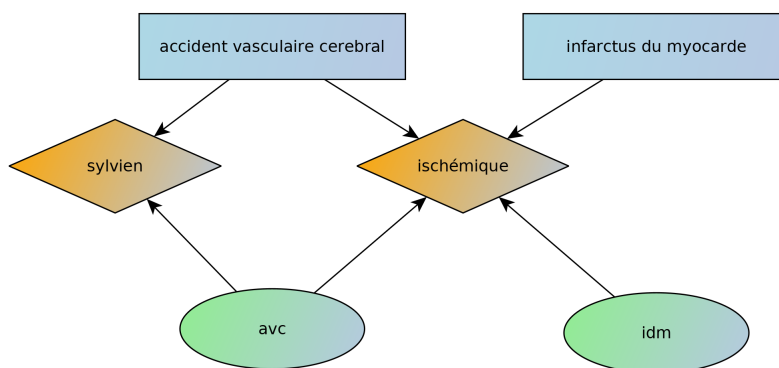 accident vasculaire cerebral
infarctus du myocarde
sylvien
ischémique
avc
idm